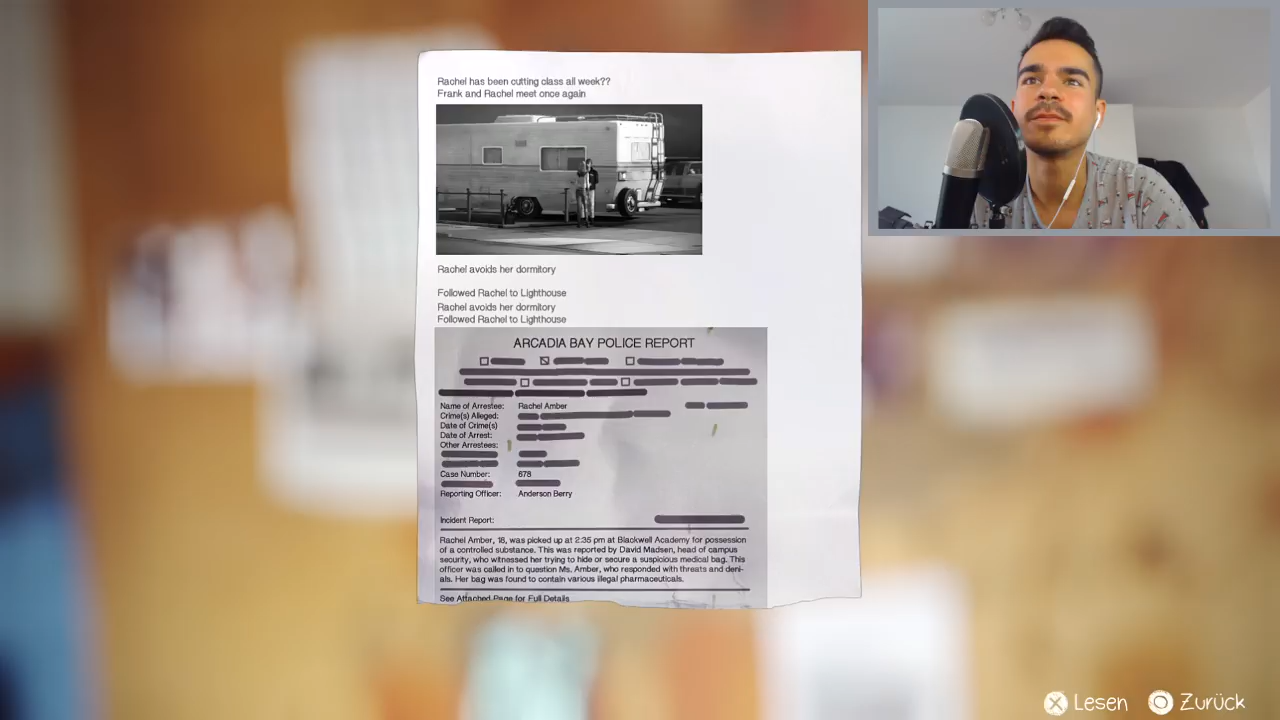 Rachel has been cutting class all week??
Frank and Rachel meet once again
Rachel avoids her dormitory
Followed Rachel to Lighthouse
Rachel avoids her dormitory
Followed Rachel to Lighthouse
ARCADIA BAY POLICE REPORT
Name of Arrestee: Rachel Amber
Crime(s) Alleged:
Date of Crime(s)
Date of Arrest:
Other Arrestees:
Case Number: 678
Reporting Officer: Anderson Berry
Incident Report:
Rachel Amber, 18, was picked up at 2:35 pm at Blackwell Academy for possession
of a controlled substance. This was reported by David Madsen, head of campus
security, who witnessed her trying to hide or secure a suspicious medical bag. This
officer was called in to question Ms. Amber, who responded with threats and deni-
als. Her bag was found to contain various illegal pharmaceuticals.
See Attached Page for Full Details
Lesen Zurück